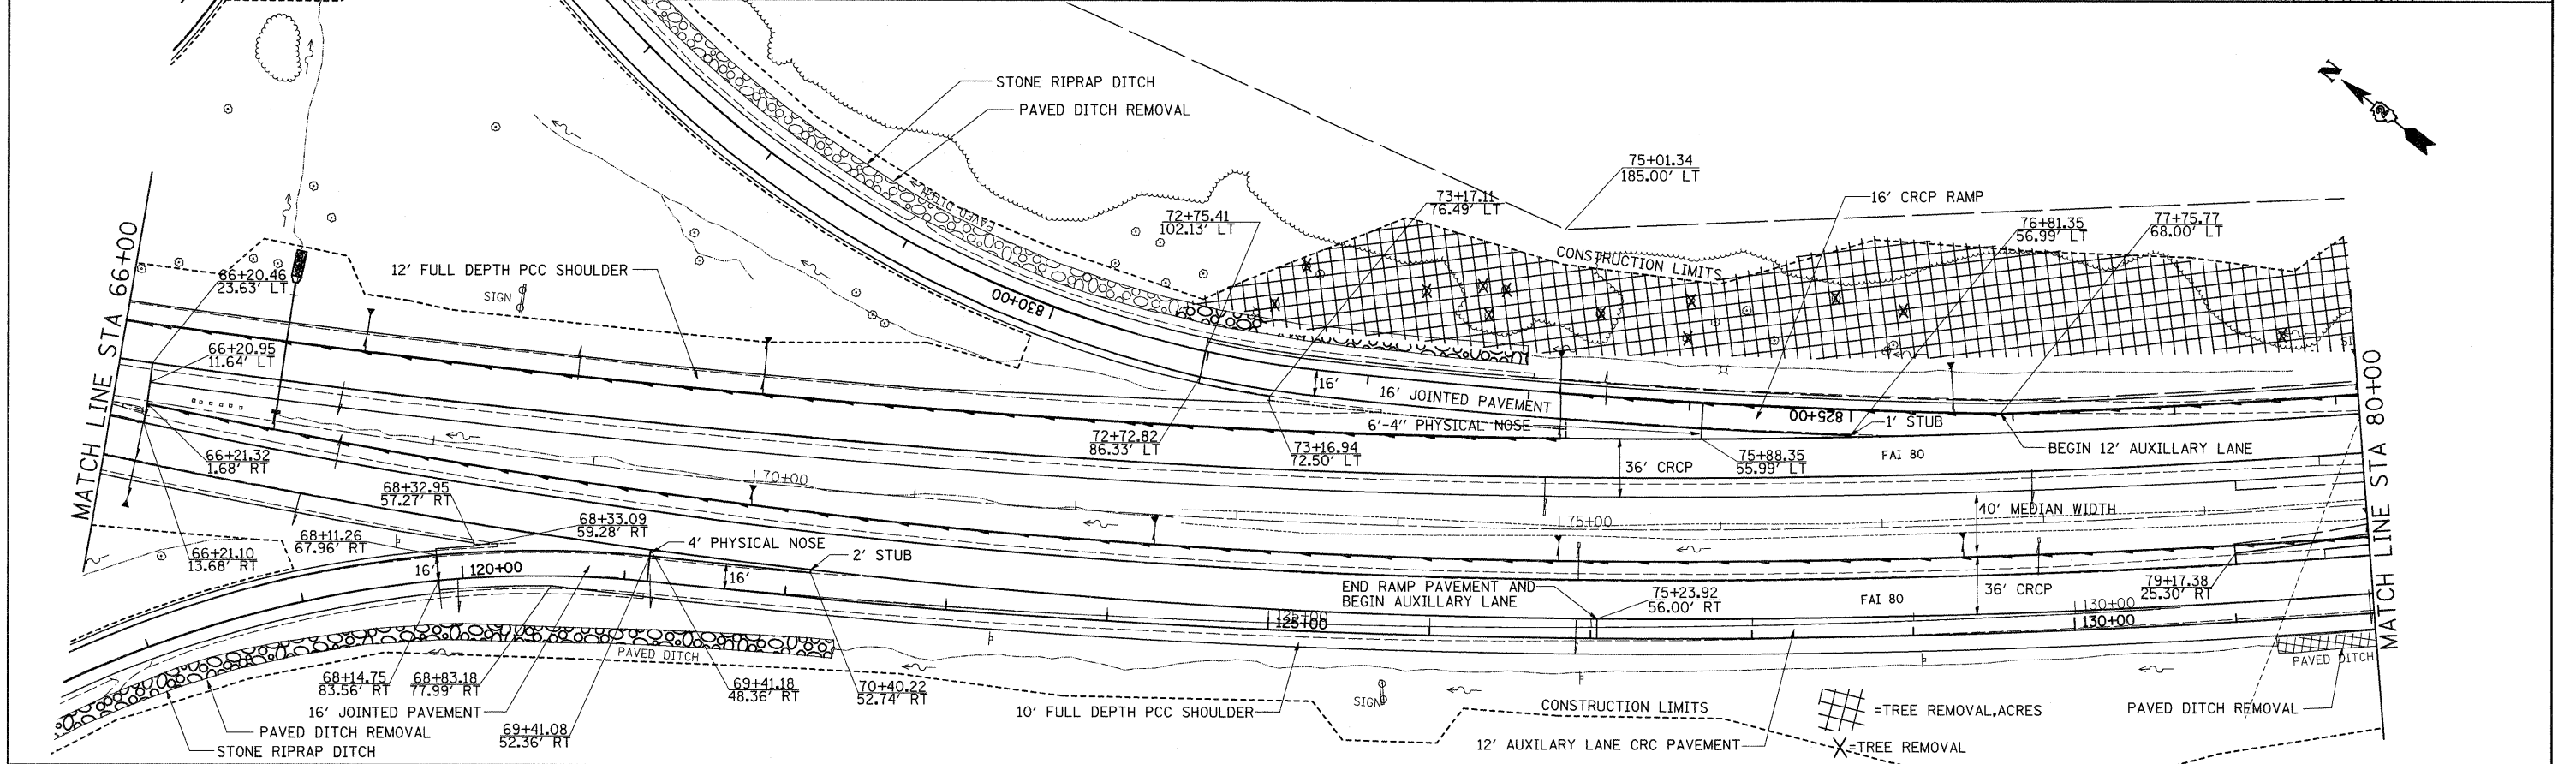 N
2
STONE RIPRAP DITCH
PAVED DITCH REMOVAL
PAVED DITCH
75+01.34
185.00' LT
73+17.11
76.49' LT
16' CRCP RAMP
72+75.41
102.13' LT
76+81.35
56.99' LT
77+75.77
68.00' LT
MATCH LINE STA 66+00
66+20.46
23.63' LT
12' FULL DEPTH PCC SHOULDER
SIGN
CONSTRUCTION LIMITS
830+00
66+20.95
11.64' LT
SI
16'
16' JOINTED PAVEMENT
825+00
1' STUB
6'-4" PHYSICAL NOSE
72+72.82
86.33' LT
73+16.94
72.50' LT
75+88.35
55.99' LT
FAI 80
BEGIN 12' AUXILLARY LANE
36' CRCP
MATCH LINE STA 80+00
66+21.32
1.68' RT
70+00
68+32.95
57.27' RT
75+00
40' MEDIAN WIDTH
68+33.09
59.28' RT
68+11.26
67.96' RT
66+21.10
13.68' RT
4' PHYSICAL NOSE
2' STUB
16'
120+00
16'
END RAMP PAVEMENT AND
BEGIN AUXILLARY LANE
75+23.92
56.00' RT
FAI 80
36' CRCP
79+17.38
25.30' RT
125+00
125+00
130+00
130+00
PAVED DITCH
PAVED DITCH
68+14.75
83.56' RT
68+83.18
77.99' RT
69+41.18
48.36' RT
70+40.22
52.74' RT
SIGN
16' JOINTED PAVEMENT
10' FULL DEPTH PCC SHOULDER
CONSTRUCTION LIMITS
=TREE REMOVAL,ACRES
PAVED DITCH REMOVAL
PAVED DITCH REMOVAL
69+41.08
52.36' RT
STONE RIPRAP DITCH
12' AUXILARY LANE CRC PAVEMENT
X=TREE REMOVAL